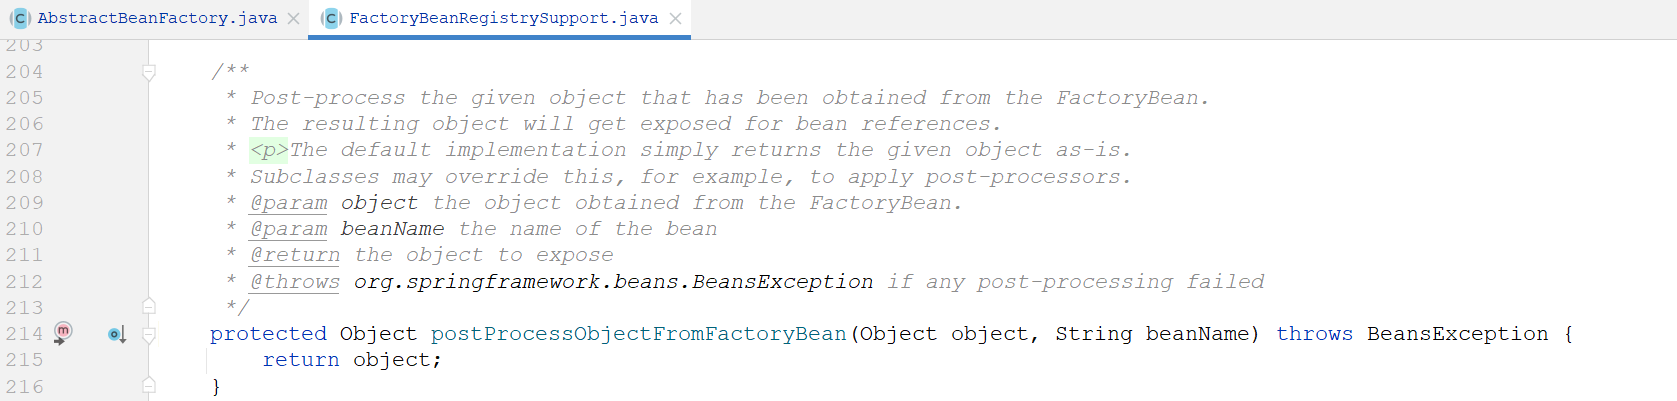 AbstractBeanFactory.java FactoryBeanRegistrySupport.java
203
204 /**
205 * Post-process the given object that has been obtained from the FactoryBean.
206 * The resulting object will get exposed for bean references.
207 * <p>The default implementation simply returns the given object as-is.
208 * Subclasses may override this, for example, to apply post-processors.
209 * @param object the object obtained from the FactoryBean.
210 * @param beanName the name of the bean
211 * @return the object to expose
212 * @throws org.springframework.beans.BeansException if any post-processing failed
213 */
214 protected Object postProcessObjectFromFactoryBean(Object object, String beanName) throws BeansException {
215 return object;
216 }